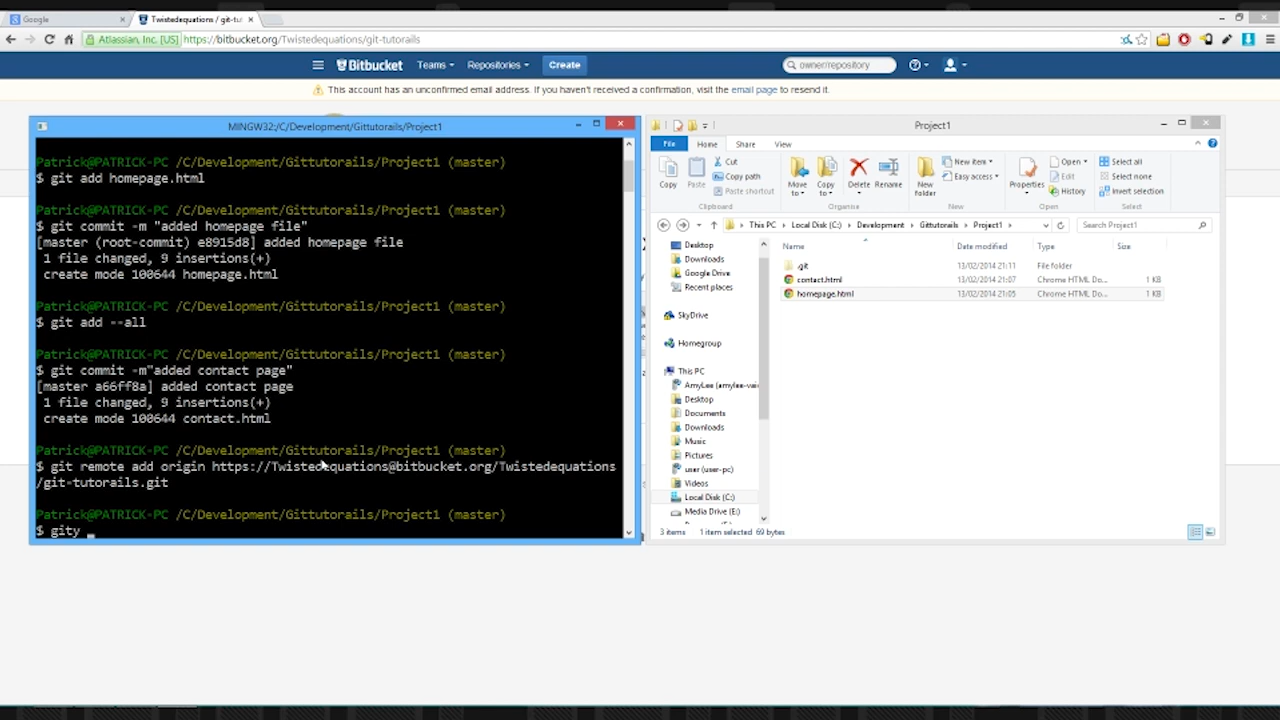 Google
Twistedequations / git-tut
Atlassian, Inc. [US] https://bitbucket.org/Twistedequations/git-tutorails
Bitbucket Teams Repositories Create owner/repository
This account has an unconfirmed email address. If you haven't received a confirmation, visit the email page to resend it.
MINGW32:/C/Development/Gittutorails/Project1
Patrick@PATRICK-PC /C/Development/Gittutorails/Project1 (master)
$ git add homepage.html
Patrick@PATRICK-PC /C/Development/Gittutorails/Project1 (master)
$ git commit -m "added homepage file"
[master (root-commit) e8915d8] added homepage file
1 file changed, 9 insertions(+)
create mode 100644 homepage.html
Patrick@PATRICK-PC /C/Development/Gittutorails/Project1 (master)
$ git add --all
Patrick@PATRICK-PC /C/Development/Gittutorails/Project1 (master)
$ git commit -m"added contact page"
[master a66ff8a] added contact page
1 file changed, 9 insertions(+)
create mode 100644 contact.html
Patrick@PATRICK-PC /C/Development/Gittutorails/Project1 (master)
$ git remote add origin https://Twistedequations@bitbucket.org/Twistedequations
/git-tutorails.git
Patrick@PATRICK-PC /C/Development/Gittutorails/Project1 (master)
$ gity
Project1
File Home Share View
Copy
Paste
Cut
Copy path
Paste shortcut
Clipboard
Move to
Copy to
Delete
Rename
Organise
New folder
New item
Easy access
New
Properties
Open
Edit
History
Open
Select all
Select none
Invert selection
Select
This PC Local Disk (C:) Development Gittutorails Project1
Search Project1
Desktop
Downloads
Google Drive
Recent places
SkyDrive
Homegroup
This PC
AmyLee (amylee-vai
Desktop
Documents
Downloads
Music
Pictures
user (user-pc)
Videos
Local Disk (C:)
Media Drive (E:)
Name Date modified Type Size
.git 13/02/2014 21:11 File folder
contact.html 13/02/2014 21:07 Chrome HTML Do... 1 KB
homepage.html 13/02/2014 21:05 Chrome HTML Do... 1 KB
3 items 1 item selected 69 bytes